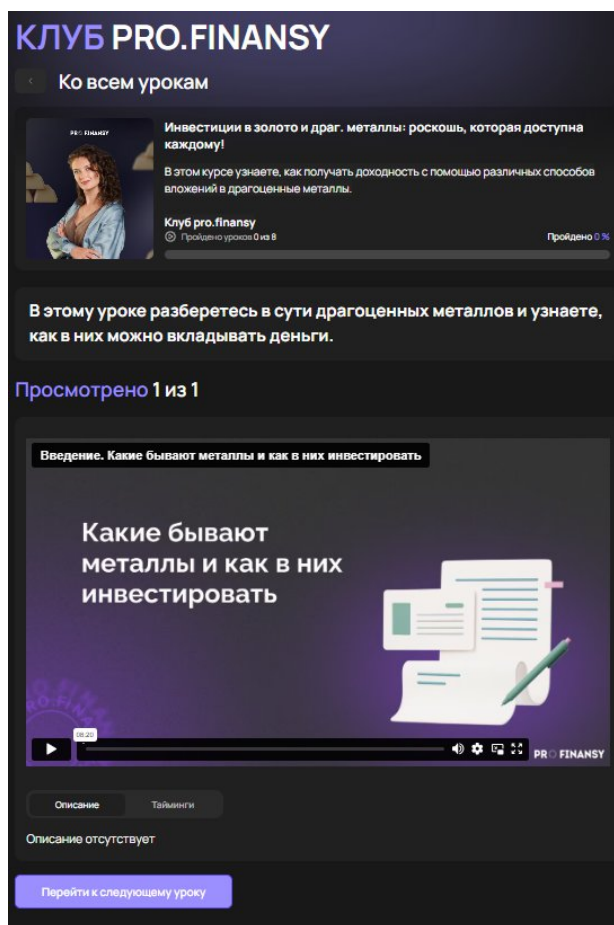 КЛУБ PRO.FINANSY
Ко всем урокам
PRO FINANSY
Инвестиции в золото и драг. металлы: роскошь, которая доступна
каждому!
В этом курсе узнаете, как получать доходность с помощью различных способов
вложений в драгоценные металлы.
Клуб pro.finansy
Пройдено уроков 0 из 8
Пройдено 0 %
В этому уроке разберетесь в сути драгоценных металлов и узнаете,
как в них можно вкладывать деньги.
Просмотрено 1 из 1
Введение. Какие бывают металлы и как в них инвестировать
Какие бывают
металлы и как в них
инвестировать
08:20
PRO FINANSY
Описание
Тайминги
Описание отсутствует
Перейти к следующему уроку